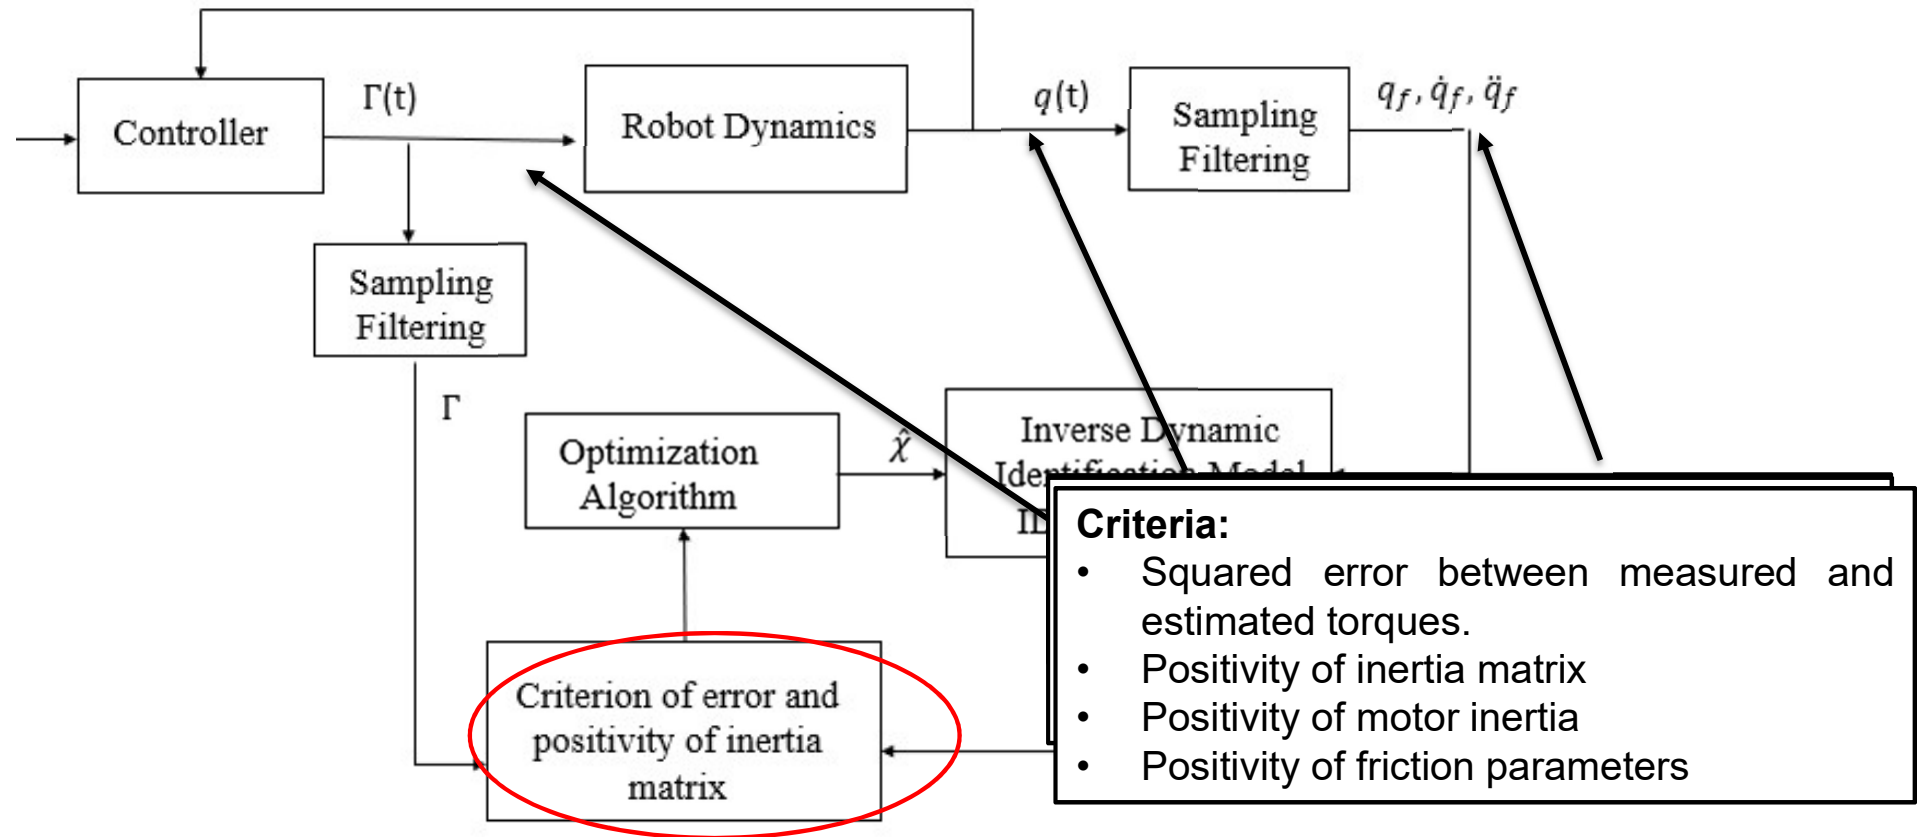 Controller
Γ(t)
Robot Dynamics
q(t)
Sampling
Filtering
q_f, q̇_f, q̈_f
Sampling
Filtering
Γ
Optimization
Algorithm
χ̂
Inverse Dynamic
Identification Model
Criterion of error and
positivity of inertia
matrix
Criteria:
• Squared error between measured and
estimated torques.
• Positivity of inertia matrix
• Positivity of motor inertia
• Positivity of friction parameters